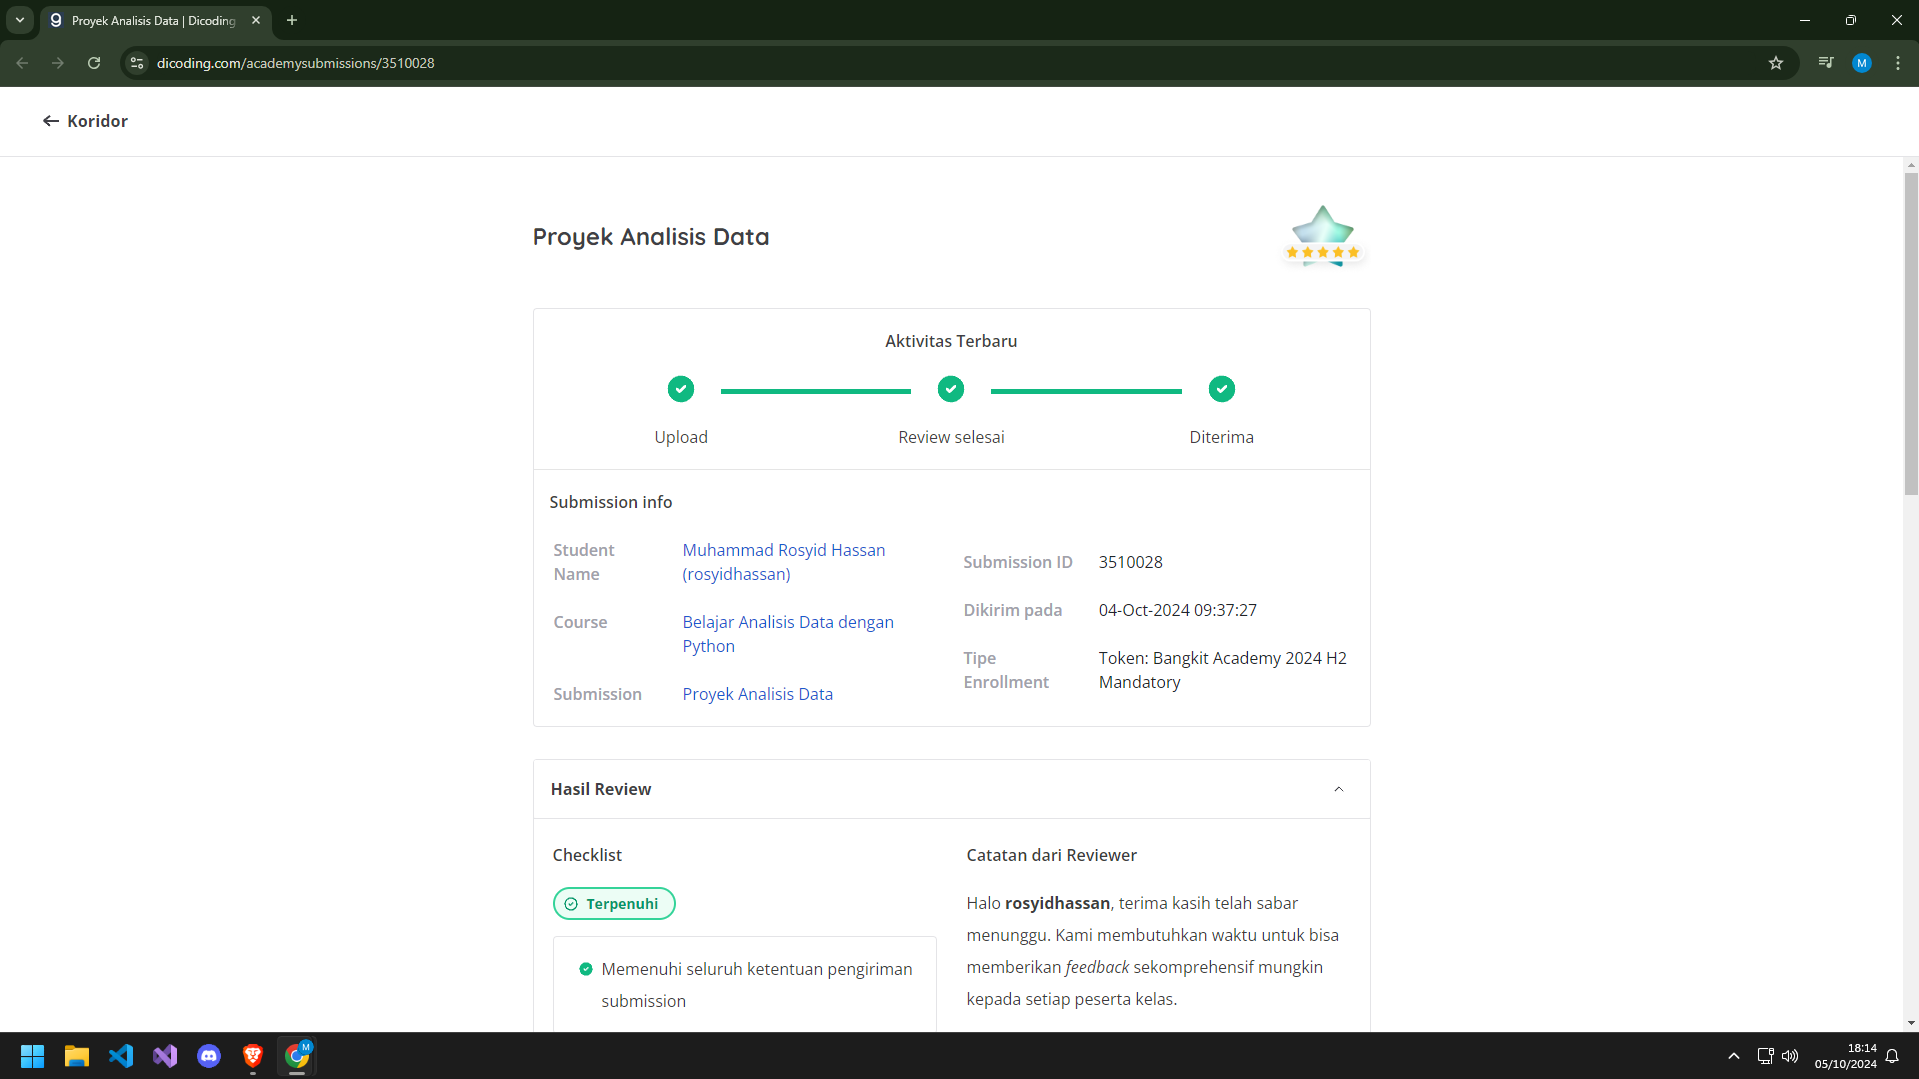 Proyek Analisis Data | Dicoding
dicoding.com/academysubmissions/3510028
M
Koridor
Proyek Analisis Data
Aktivitas Terbaru
Upload
Review selesai
Diterima
Submission info
Student
Name
Muhammad Rosyid Hassan
(rosyidhassan)
Course
Belajar Analisis Data dengan
Python
Submission
Proyek Analisis Data
Submission ID
3510028
Dikirim pada
04-Oct-2024 09:37:27
Tipe
Enrollment
Token: Bangkit Academy 2024 H2
Mandatory
Hasil Review
Checklist
Terpenuhi
Memenuhi seluruh ketentuan pengiriman
submission
Catatan dari Reviewer
Halo rosyidhassan, terima kasih telah sabar
menunggu. Kami membutuhkan waktu untuk bisa
memberikan feedback sekomprehensif mungkin
kepada setiap peserta kelas.
M
18:14
05/10/2024